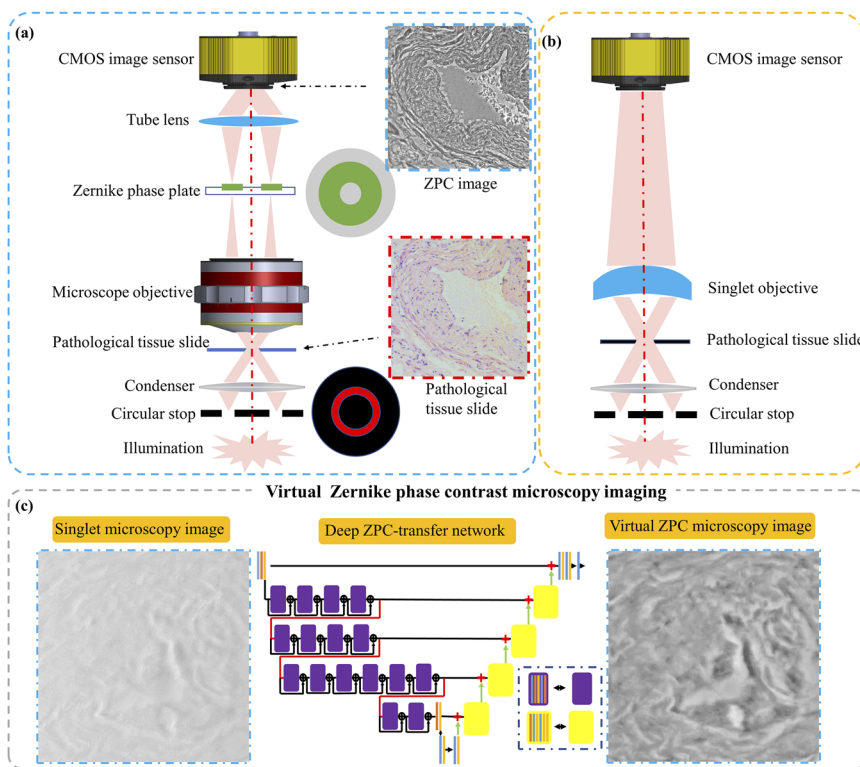 (a)
CMOS image sensor
Tube lens
Zernike phase plate
Microscope objective
Pathological tissue slide
Condenser
Circular stop
Illumination
ZPC image
Pathological
tissue slide
(b)
CMOS image sensor
Singlet objective
Pathological tissue slide
Condenser
Circular stop
Illumination
Virtual Zernike phase contrast microscopy imaging
(c)
Singlet microscopy image
Deep ZPC-transfer network
Virtual ZPC microscopy image